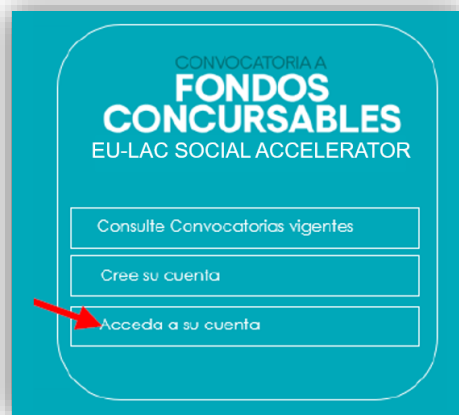 CONVOCATORIA A
FONDOS
CONCURSABLES
EU-LAC SOCIAL ACCELERATOR
Consulte Convocatorias vigentes
Cree su cuenta
Acceda a su cuenta